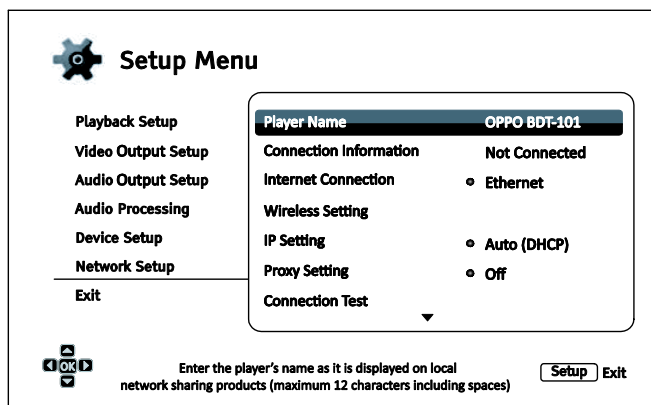 Setup Menu
Playback Setup
Video Output Setup
Audio Output Setup
Audio Processing
Device Setup
Network Setup
Exit
Player Name OPPO BDT-101
Connection Information Not Connected
Internet Connection Ethernet
Wireless Setting
IP Setting Auto (DHCP)
Proxy Setting Off
Connection Test
OK
Enter the player's name as it is displayed on local
network sharing products (maximum 12 characters including spaces)
Setup Exit